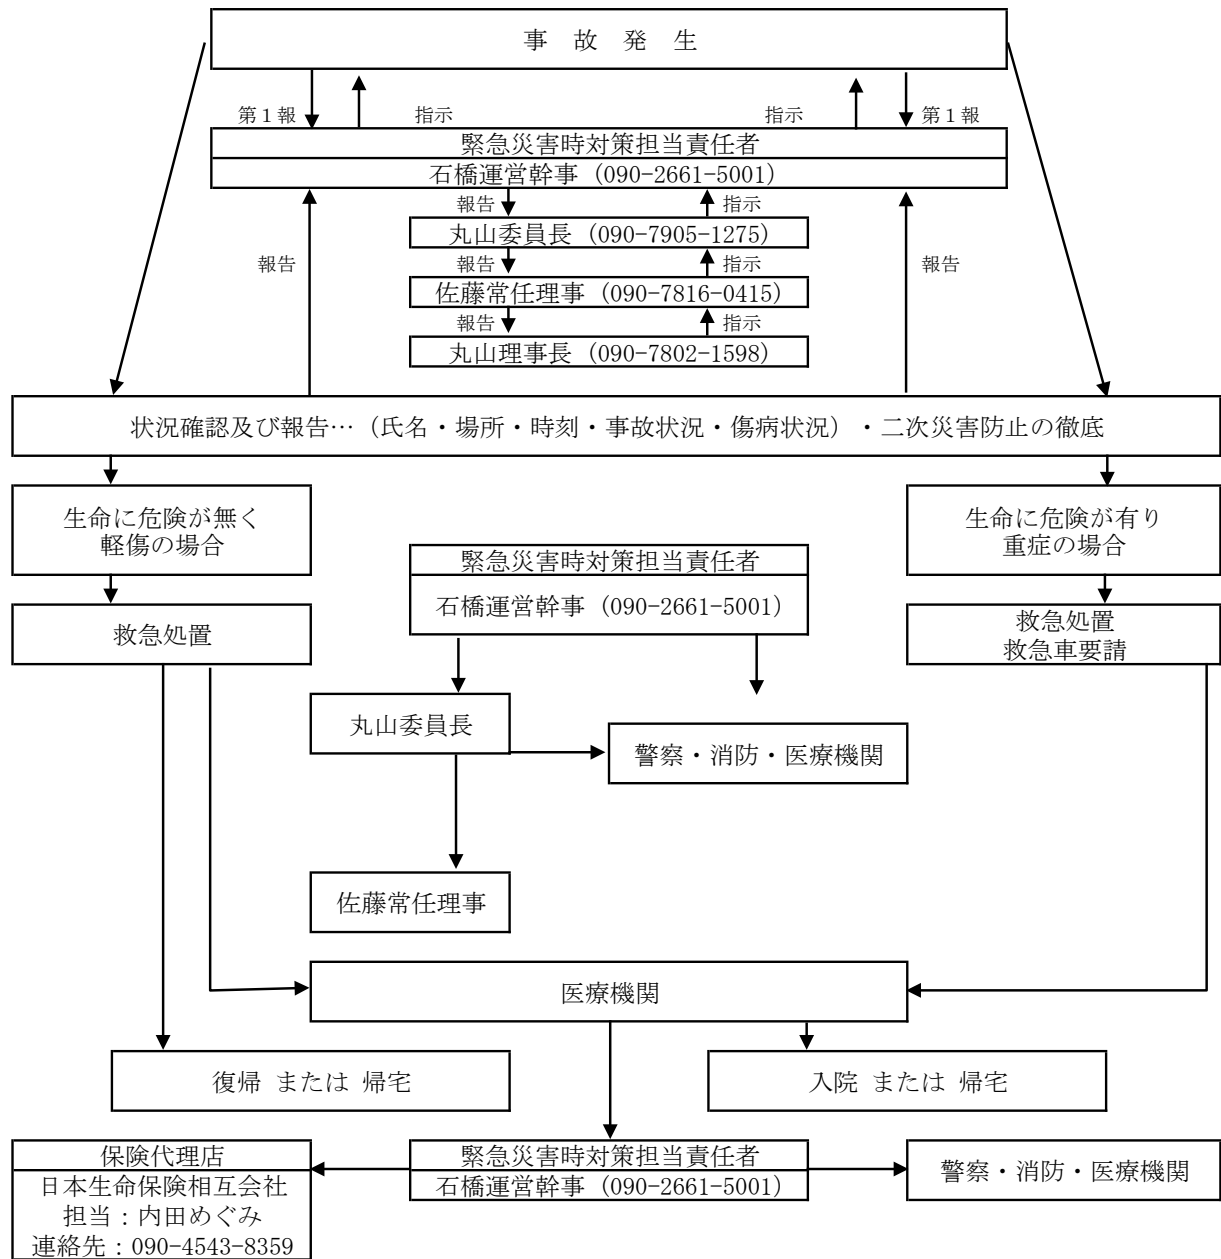 事　故　発　生
第１報　指示　指示　第１報
緊急災害時対策担当責任者
石橋運営幹事（090-2661-5001）
報告　指示
丸山委員長（090-7905-1275）
報告　報告　指示　報告
佐藤常任理事（090-7816-0415）
報告　指示
丸山理事長（090-7802-1598）
状況確認及び報告…（氏名・場所・時刻・事故状況・傷病状況）・二次災害防止の徹底
生命に危険が無く
軽傷の場合
生命に危険が有り
重症の場合
緊急災害時対策担当責任者
石橋運営幹事（090-2661-5001）
救急処置
救急処置
救急車要請
丸山委員長
警察・消防・医療機関
佐藤常任理事
医療機関
復帰 または 帰宅
入院 または 帰宅
保険代理店
日本生命保険相互会社
担当：内田めぐみ
連絡先：090-4543-8359
緊急災害時対策担当責任者
石橋運営幹事（090-2661-5001）
警察・消防・医療機関